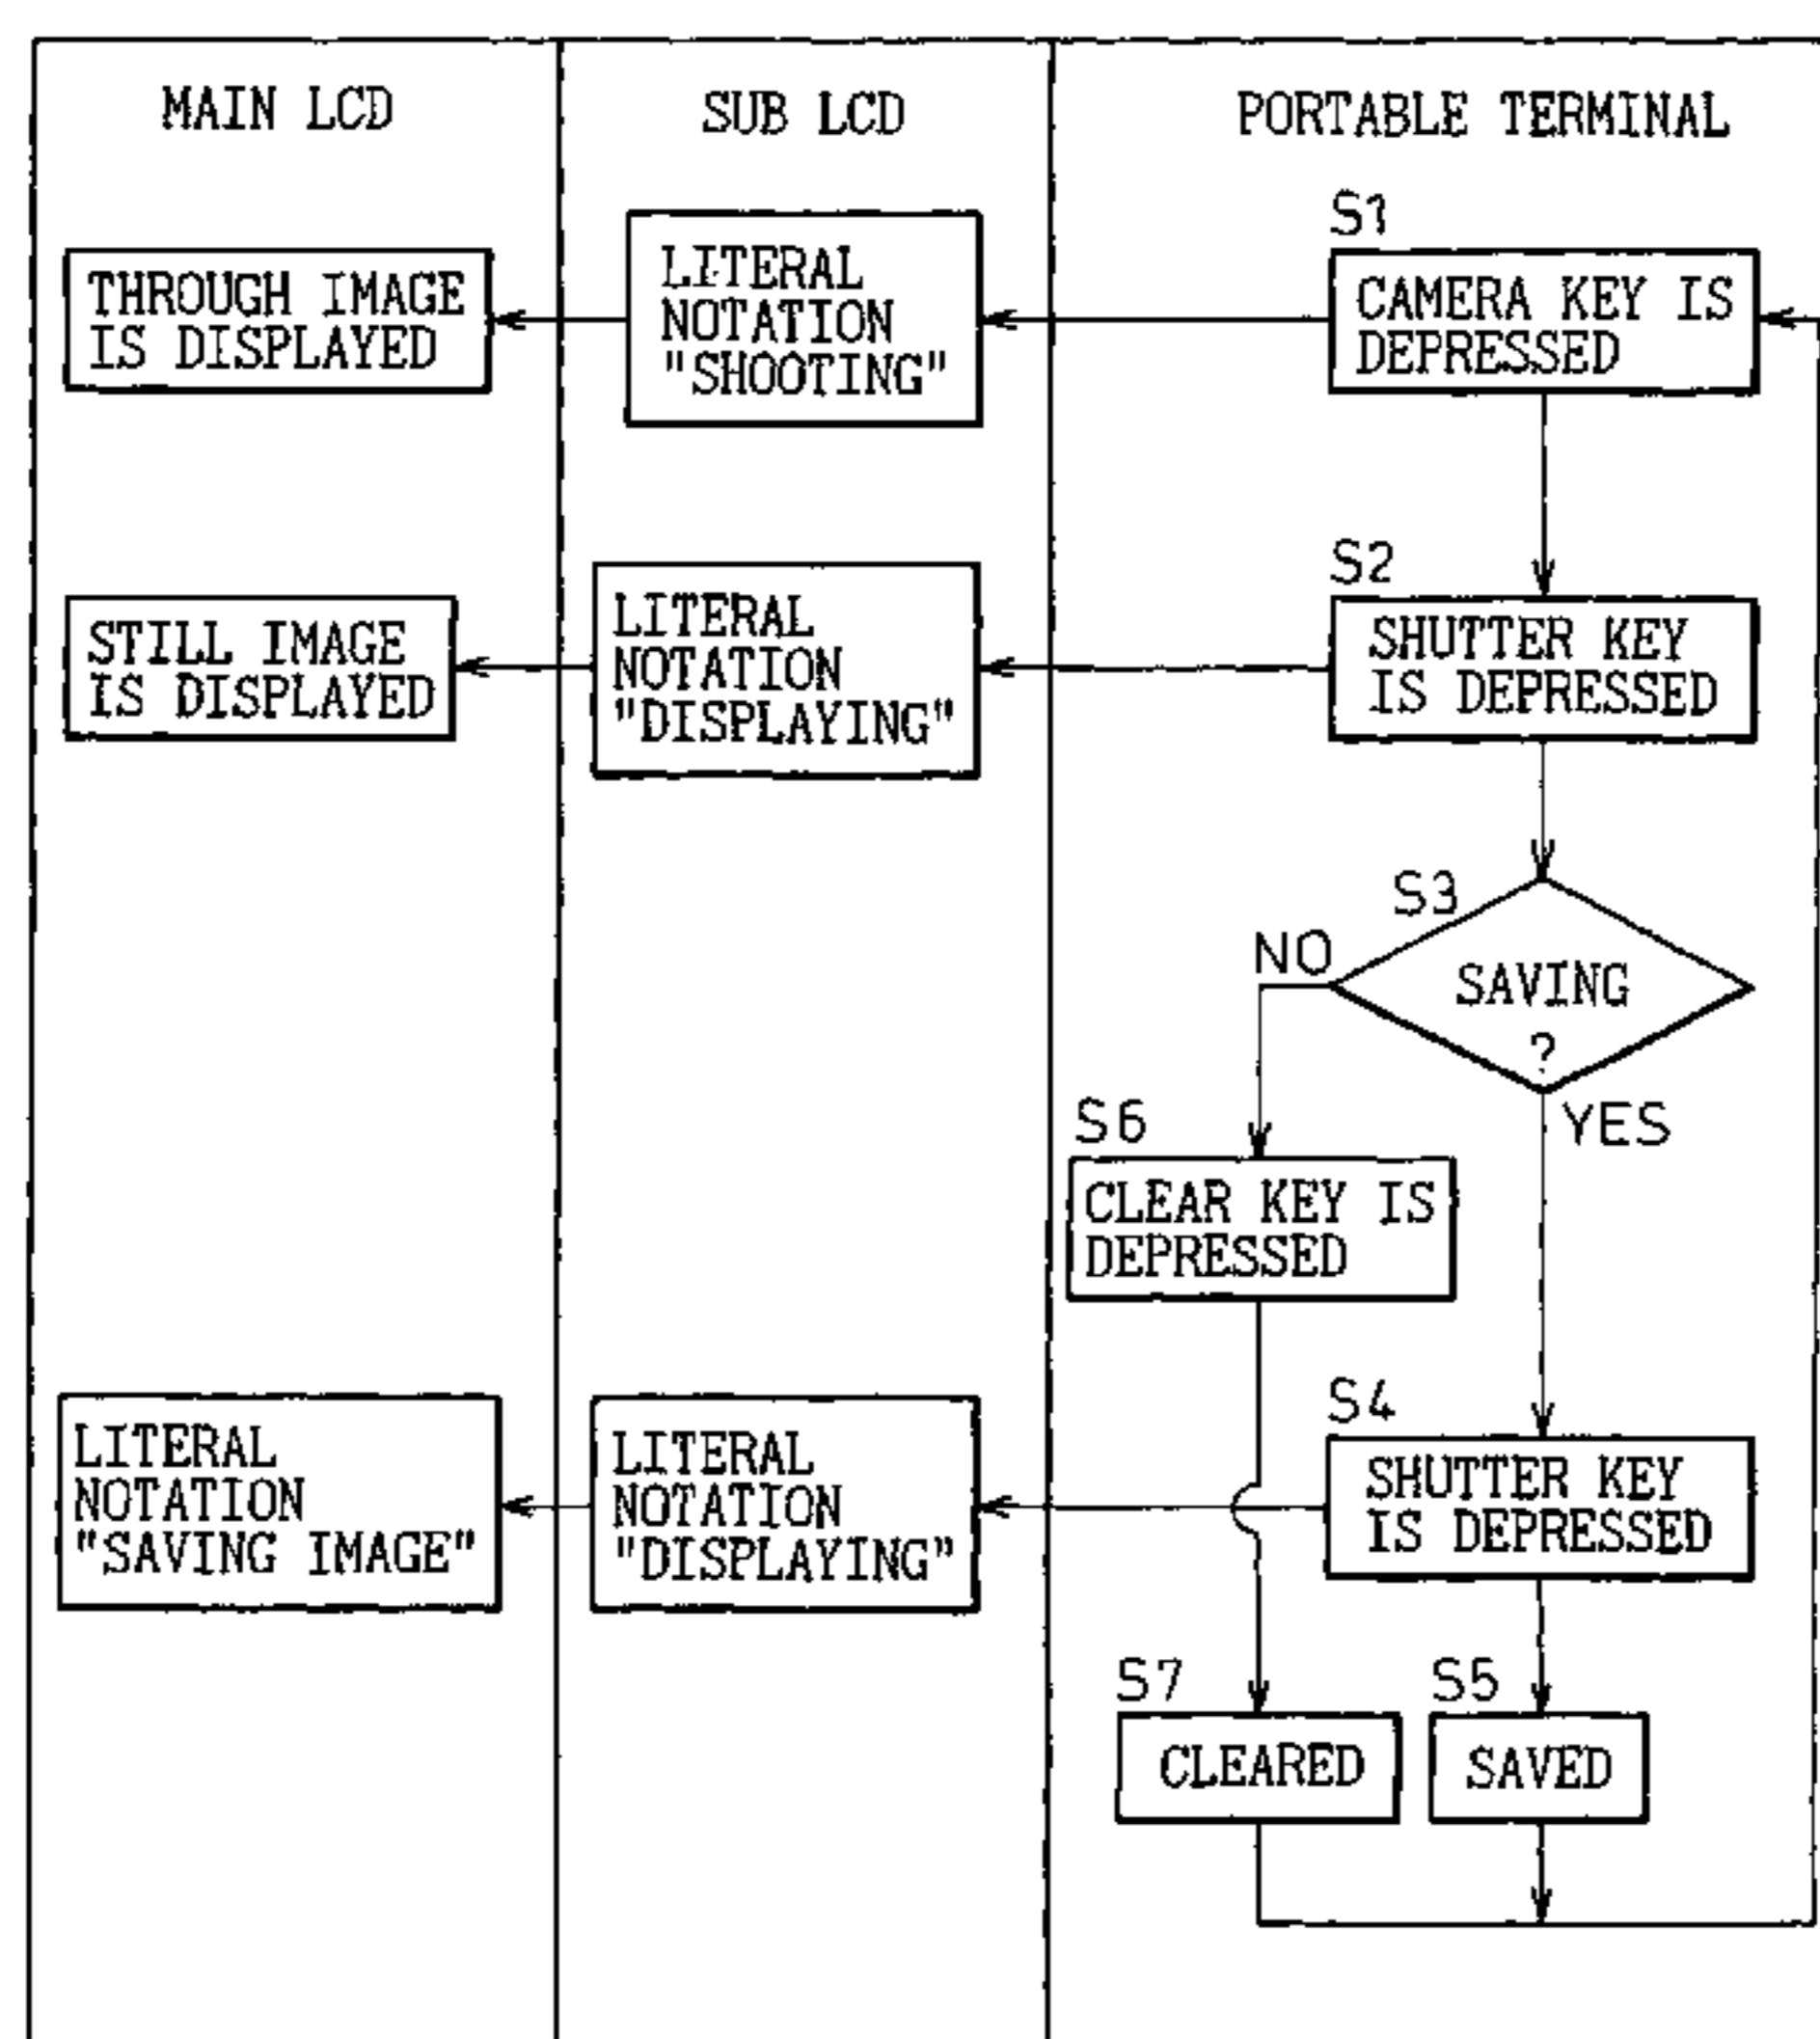 MAIN LCD
SUB LCD
PORTABLE TERMINAL
THROUGH IMAGE
IS DISPLAYED
LITERAL
NOTATION
"SHOOTING"
S1
CAMERA KEY IS
DEPRESSED
STILL IMAGE
IS DISPLAYED
LITERAL
NOTATION
"DISPLAYING"
S2
SHUTTER KEY
IS DEPRESSED
S3
NO
SAVING
?
YES
S6
CLEAR KEY IS
DEPRESSED
LITERAL
NOTATION
"SAVING IMAGE"
LITERAL
NOTATION
"DISPLAYING"
S4
SHUTTER KEY
IS DEPRESSED
S7
CLEARED
S5
SAVED